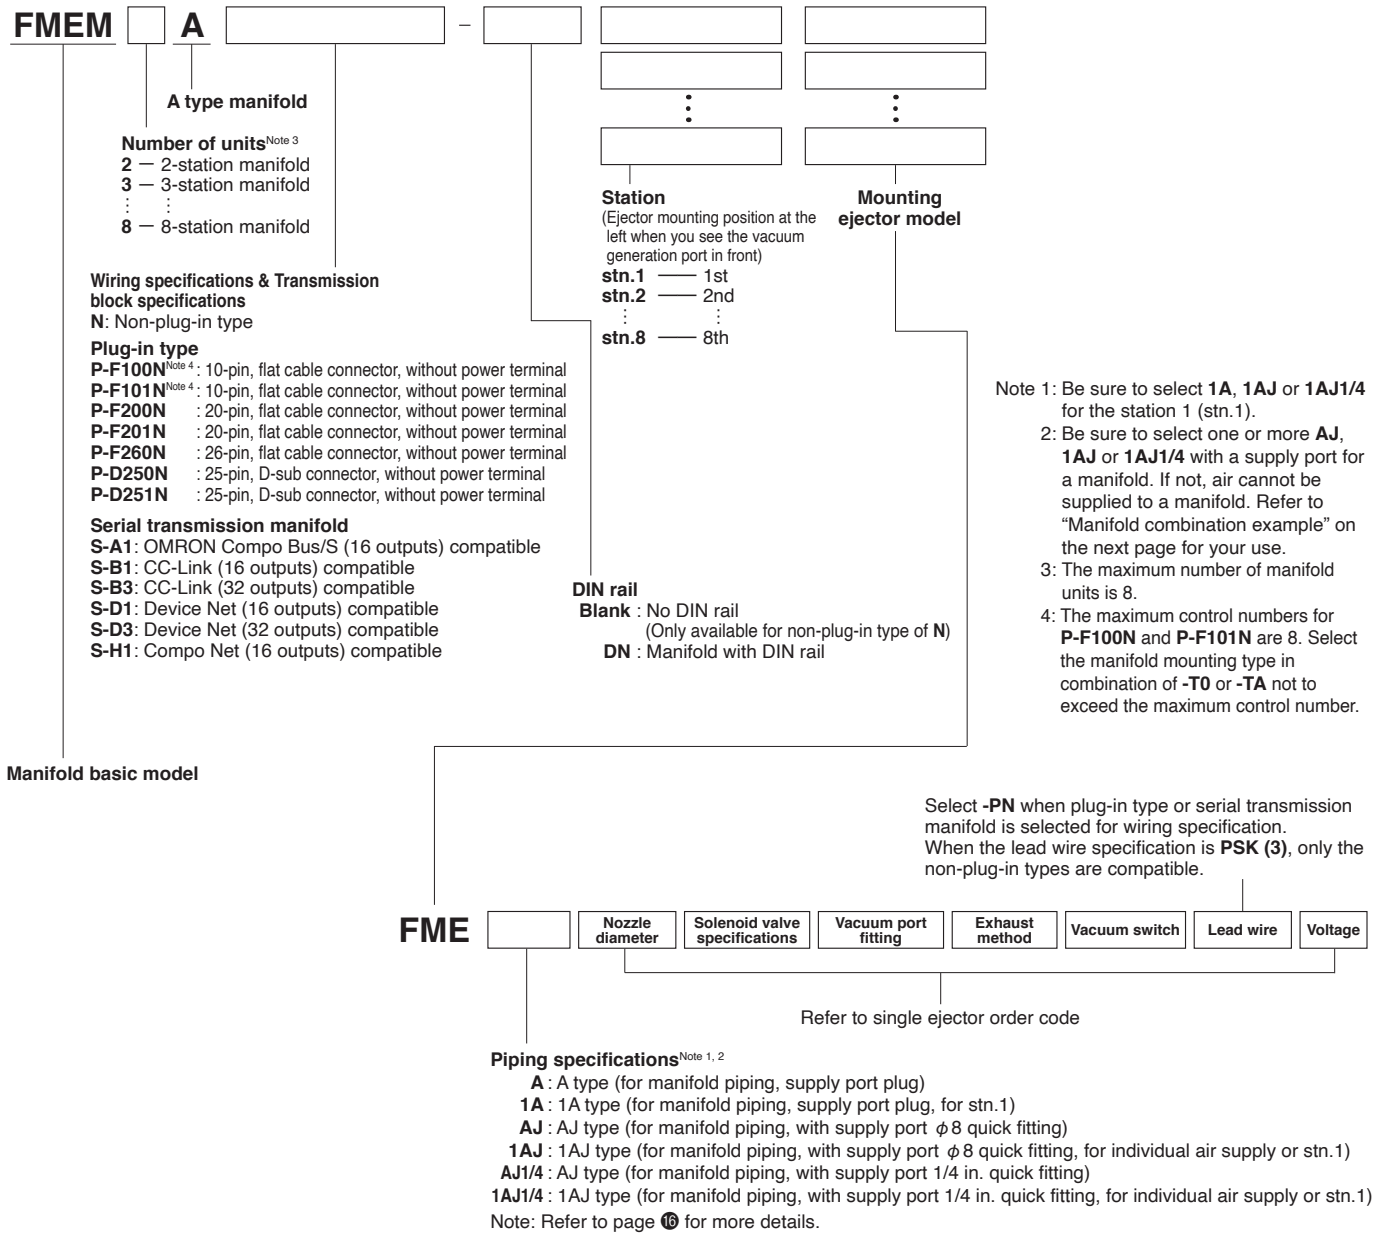 FMEM A –
A type manifold
Number of units Note 3
2 — 2-station manifold
3 — 3-station manifold
⋮ ⋮
8 — 8-station manifold
Wiring specifications & Transmission
block specifications
N: Non-plug-in type
Plug-in type
P-F100N Note 4 : 10-pin, flat cable connector, without power terminal
P-F101N Note 4 : 10-pin, flat cable connector, without power terminal
P-F200N : 20-pin, flat cable connector, without power terminal
P-F201N : 20-pin, flat cable connector, without power terminal
P-F260N : 26-pin, flat cable connector, without power terminal
P-D250N : 25-pin, D-sub connector, without power terminal
P-D251N : 25-pin, D-sub connector, without power terminal
Serial transmission manifold
S-A1: OMRON Compo Bus/S (16 outputs) compatible
S-B1: CC-Link (16 outputs) compatible
S-B3: CC-Link (32 outputs) compatible
S-D1: Device Net (16 outputs) compatible
S-D3: Device Net (32 outputs) compatible
S-H1: Compo Net (16 outputs) compatible
Manifold basic model
DIN rail
Blank : No DIN rail
(Only available for non-plug-in type of N)
DN : Manifold with DIN rail
Station
(Ejector mounting position at the
left when you see the vacuum
generation port in front)
stn.1 —— 1st
stn.2 —— 2nd
⋮ ⋮
stn.8 —— 8th
Mounting
ejector model
Note 1: Be sure to select 1A, 1AJ or 1AJ1/4
for the station 1 (stn.1).
2: Be sure to select one or more AJ,
1AJ or 1AJ1/4 with a supply port for
a manifold. If not, air cannot be
supplied to a manifold. Refer to
“Manifold combination example” on
the next page for your use.
3: The maximum number of manifold
units is 8.
4: The maximum control numbers for
P-F100N and P-F101N are 8. Select
the manifold mounting type in
combination of -T0 or -TA not to
exceed the maximum control number.
Select -PN when plug-in type or serial transmission
manifold is selected for wiring specification.
When the lead wire specification is PSK (3), only the
non-plug-in types are compatible.
FME
Nozzle
diameter
Solenoid valve
specifications
Vacuum port
fitting
Exhaust
method
Vacuum switch
Lead wire
Voltage
Refer to single ejector order code
Piping specifications Note 1, 2
A : A type (for manifold piping, supply port plug)
1A : 1A type (for manifold piping, supply port plug, for stn.1)
AJ : AJ type (for manifold piping, with supply port φ8 quick fitting)
1AJ : 1AJ type (for manifold piping, with supply port φ8 quick fitting, for individual air supply or stn.1)
AJ1/4 : AJ type (for manifold piping, with supply port 1/4 in. quick fitting)
1AJ1/4 : 1AJ type (for manifold piping, with supply port 1/4 in. quick fitting, for individual air supply or stn.1)
Note: Refer to page ⓰ for more details.